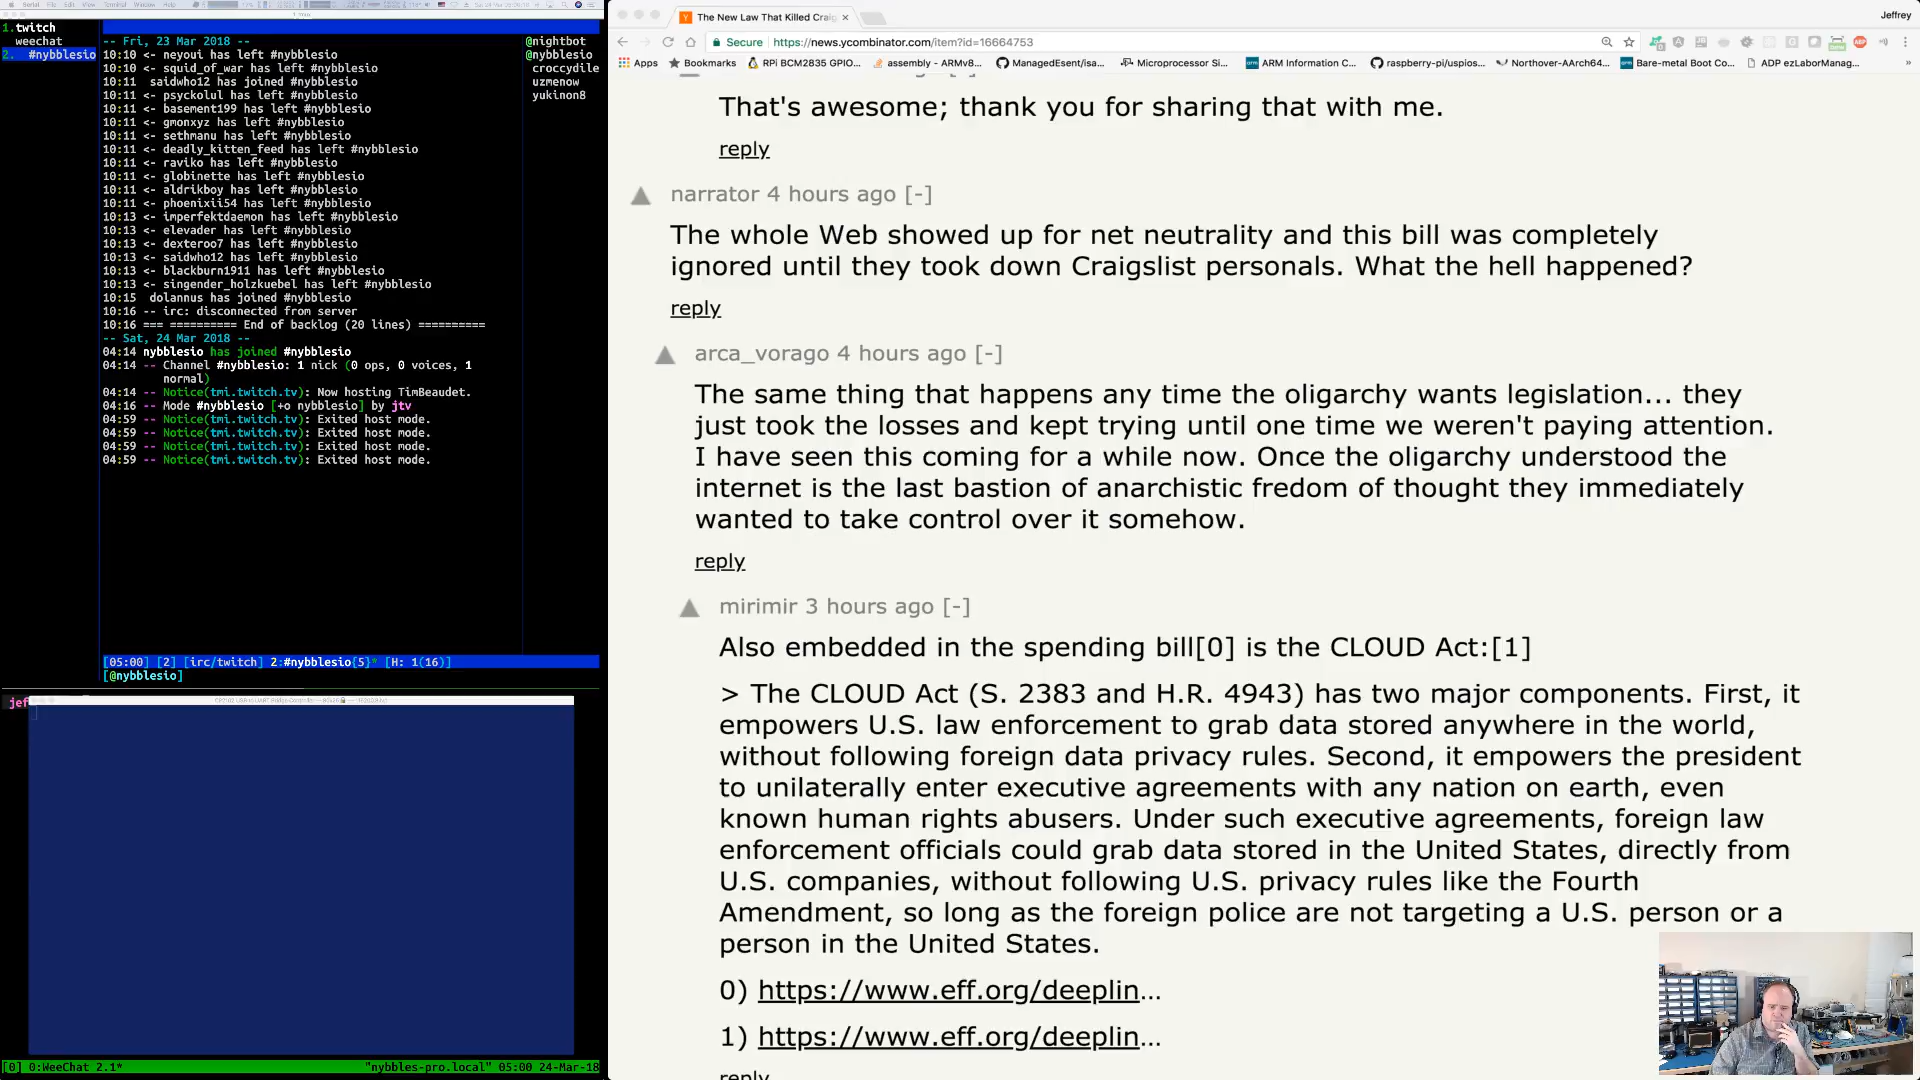 1.twitch
weechat
2. #nybblesio
-- Fri, 23 Mar 2018 --
10:10 <- neyoui has left #nybblesio
10:10 <- squid_of_war has left #nybblesio
10:11 saidwho12 has joined #nybblesio
10:11 <- psyckolul has left #nybblesio
10:11 <- basement199 has left #nybblesio
10:11 <- gmonxyz has left #nybblesio
10:11 <- sethmanu has left #nybblesio
10:11 <- deadly_kitten_feed has left #nybblesio
10:11 <- raviko has left #nybblesio
10:11 <- globinette has left #nybblesio
10:11 <- aldrikboy has left #nybblesio
10:11 <- phoenixii54 has left #nybblesio
10:13 <- imperfektdaemon has left #nybblesio
10:13 <- elevader has left #nybblesio
10:13 <- dexteroo7 has left #nybblesio
10:13 <- saidwho12 has left #nybblesio
10:13 <- blackburn1911 has left #nybblesio
10:13 <- singender_holzkuebel has left #nybblesio
10:15 dolannus has joined #nybblesio
10:16 -- irc: disconnected from server
10:16 === ========== End of backlog (20 lines) ==========
-- Sat, 24 Mar 2018 --
04:14 nybblesio has joined #nybblesio
04:14 -- Channel #nybblesio: 1 nick (0 ops, 0 voices, 1
normal)
04:14 -- Notice(tmi.twitch.tv): Now hosting TimBeaudet.
04:16 -- Mode #nybblesio [+o nybblesio] by jtv
04:59 -- Notice(tmi.twitch.tv): Exited host mode.
04:59 -- Notice(tmi.twitch.tv): Exited host mode.
04:59 -- Notice(tmi.twitch.tv): Exited host mode.
04:59 -- Notice(tmi.twitch.tv): Exited host mode.
@nightbot
@nybblesio
croccydile
uzmenow
yukinon8
[05:00] [2] [irc/twitch] 2:#nybblesio{5}* [H: 1(16)]
[@nybblesio]
jef
[0] 0:WeeChat 2.1* "nybbles-pro.local" 05:00 24-Mar-18
The New Law That Killed Craig
Jeffrey
Secure https://news.ycombinator.com/item?id=16664753
Apps Bookmarks RPi BCM2835 GPIO... assembly - ARMv8... ManagedEsent/isa... Microprocessor Si... ARM Information C... raspberry-pi/uspios... Northover-AArch64... Bare-metal Boot Co... ADP ezLaborManag... »
That's awesome; thank you for sharing that with me.
reply
narrator 4 hours ago [-]
The whole Web showed up for net neutrality and this bill was completely
ignored until they took down Craigslist personals. What the hell happened?
reply
arca_vorago 4 hours ago [-]
The same thing that happens any time the oligarchy wants legislation... they
just took the losses and kept trying until one time we weren't paying attention.
I have seen this coming for a while now. Once the oligarchy understood the
internet is the last bastion of anarchistic fredom of thought they immediately
wanted to take control over it somehow.
reply
mirimir 3 hours ago [-]
Also embedded in the spending bill[0] is the CLOUD Act:[1]
> The CLOUD Act (S. 2383 and H.R. 4943) has two major components. First, it
empowers U.S. law enforcement to grab data stored anywhere in the world,
without following foreign data privacy rules. Second, it empowers the president
to unilaterally enter executive agreements with any nation on earth, even
known human rights abusers. Under such executive agreements, foreign law
enforcement officials could grab data stored in the United States, directly from
U.S. companies, without following U.S. privacy rules like the Fourth
Amendment, so long as the foreign police are not targeting a U.S. person or a
person in the United States.
0) https://www.eff.org/deeplin...
1) https://www.eff.org/deeplin...
reply